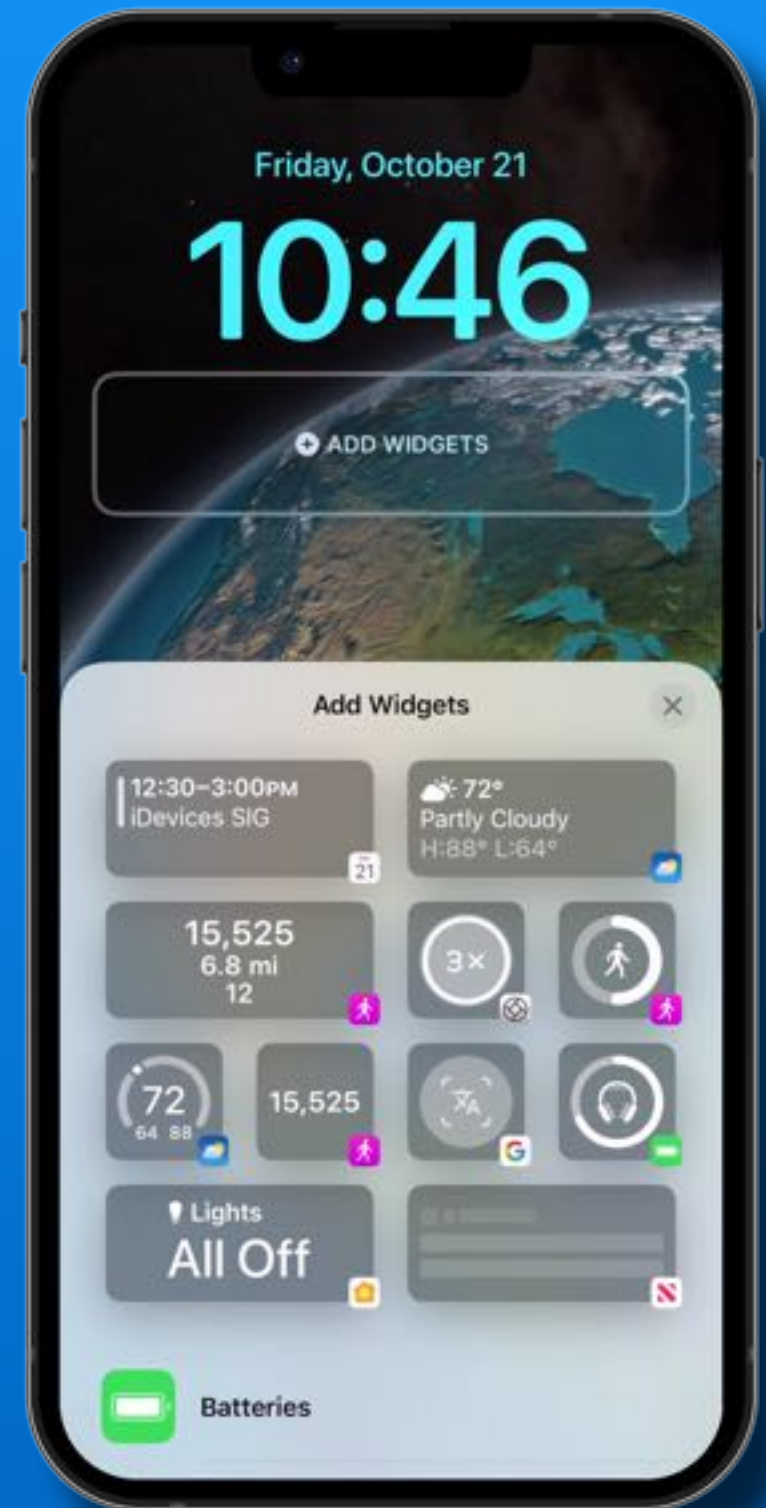 Friday, October 21
10:46
ADD WIDGETS
Add Widgets
12:30–3:00PM
iDevices SIG
21
72°
Partly Cloudy
H:88° L:64°
15,525
6.8 mi
12
3×
72
64 88
15,525
G
Lights
All Off
Batteries